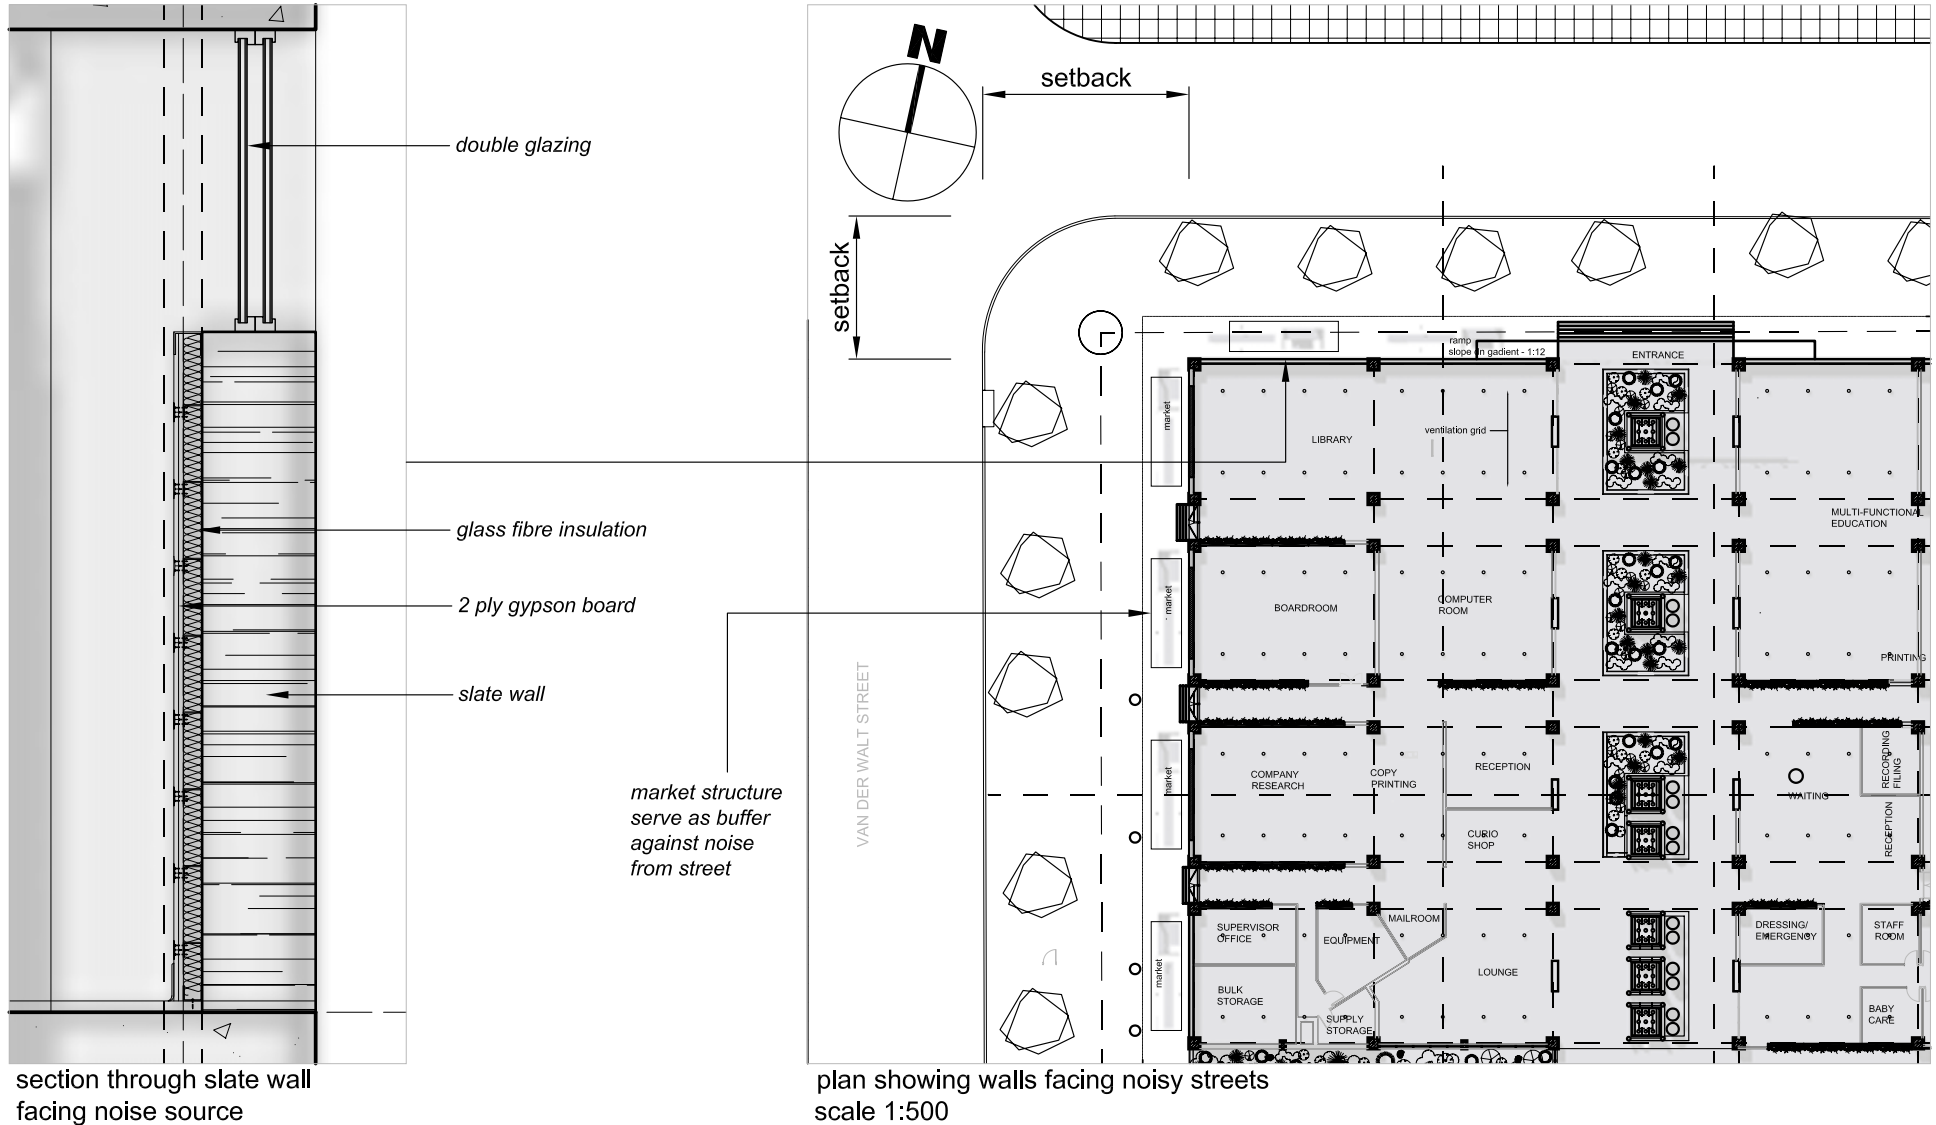 double glazing
glass fibre insulation
2 ply gypson board
slate wall
section through slate wall
facing noise source
market structure
serve as buffer
against noise
from street
N
setback
setback
VAN DER WALT STREET
ramp
slope on gadient - 1:12
ENTRANCE
market
LIBRARY
ventilation grid
MULTI-FUNCTIONAL
EDUCATION
market
BOARDROOM
COMPUTER
ROOM
PRINTING
market
COMPANY
RESEARCH
COPY
PRINTING
RECEPTION
CURIO
SHOP
WAITING
RECORDING
FILING
RECEPTION
market
SUPERVISOR
OFFICE
EQUIPMENT
MAILROOM
LOUNGE
BULK
STORAGE
SUPPLY
STORAGE
DRESSING/
EMERGENCY
STAFF
ROOM
BABY
CARE
plan showing walls facing noisy streets
scale 1:500